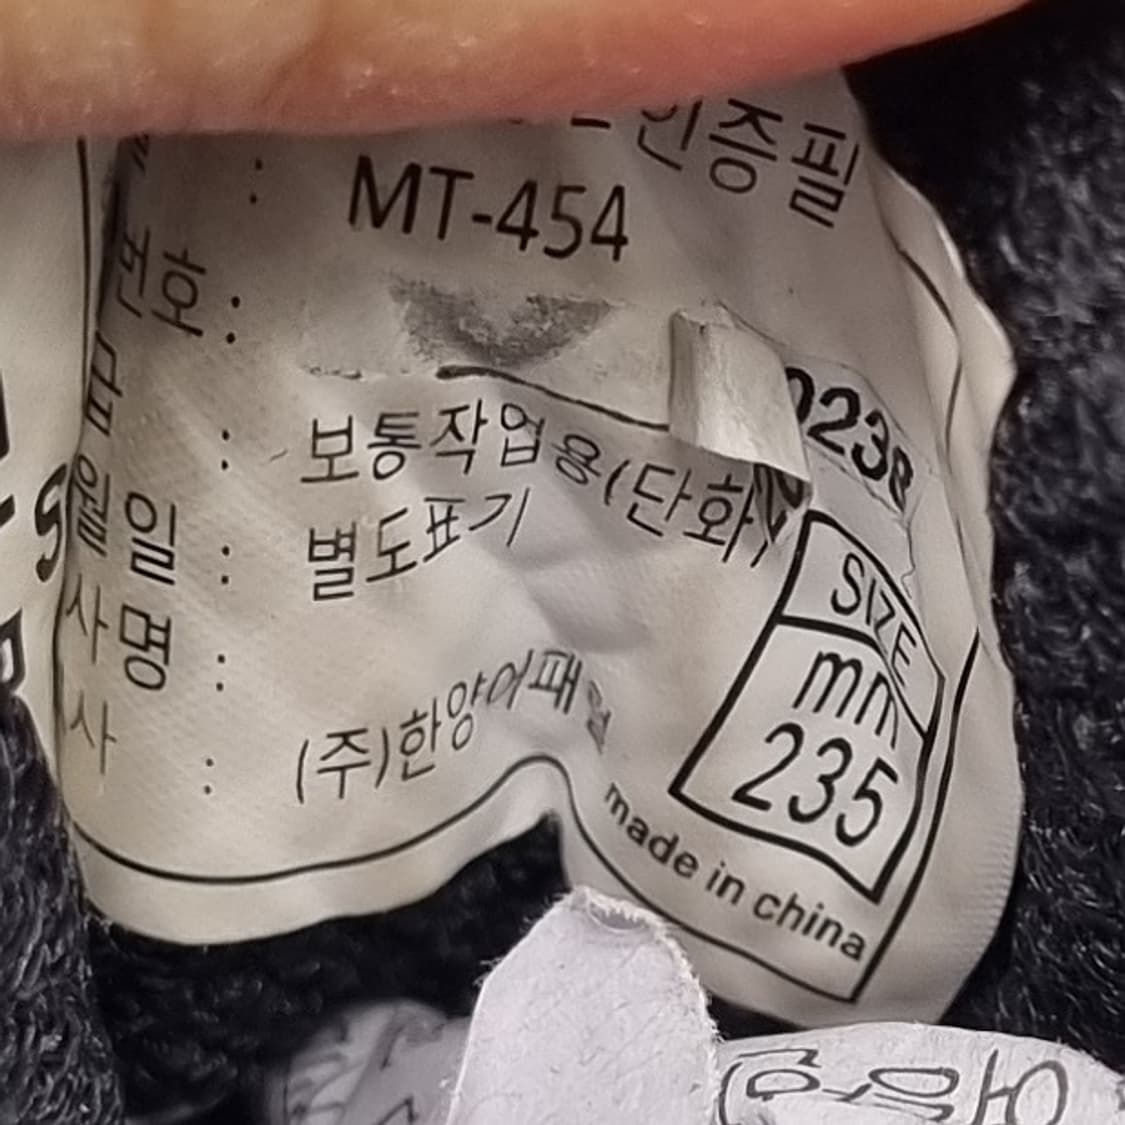 인증필
: MT-454
번호 :
0238
: 보통작업용(단화)
일 : 별도표기
사명 :
사 : (주)한양어패럴
SIZE
mm
235
made in china